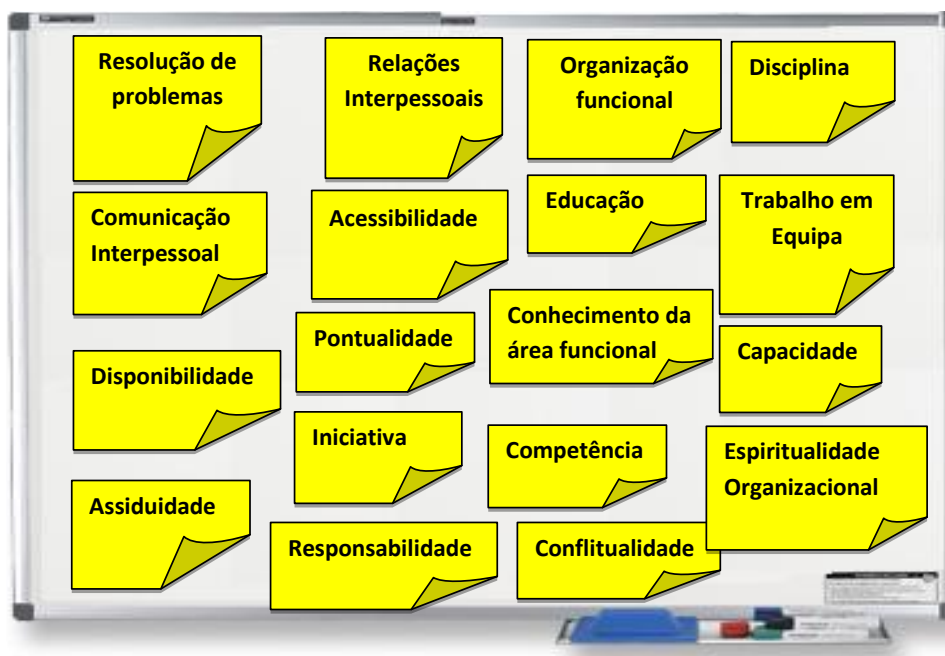 Resolução de
problemas
Relações
Interpessoais
Organização
funcional
Disciplina
Comunicação
Interpessoal
Acessibilidade
Educação
Trabalho em
Equipa
Disponibilidade
Pontualidade
Conhecimento da
área funcional
Capacidade
Assiduidade
Iniciativa
Competência
Espiritualidade
Organizacional
Responsabilidade
Conflitualidade